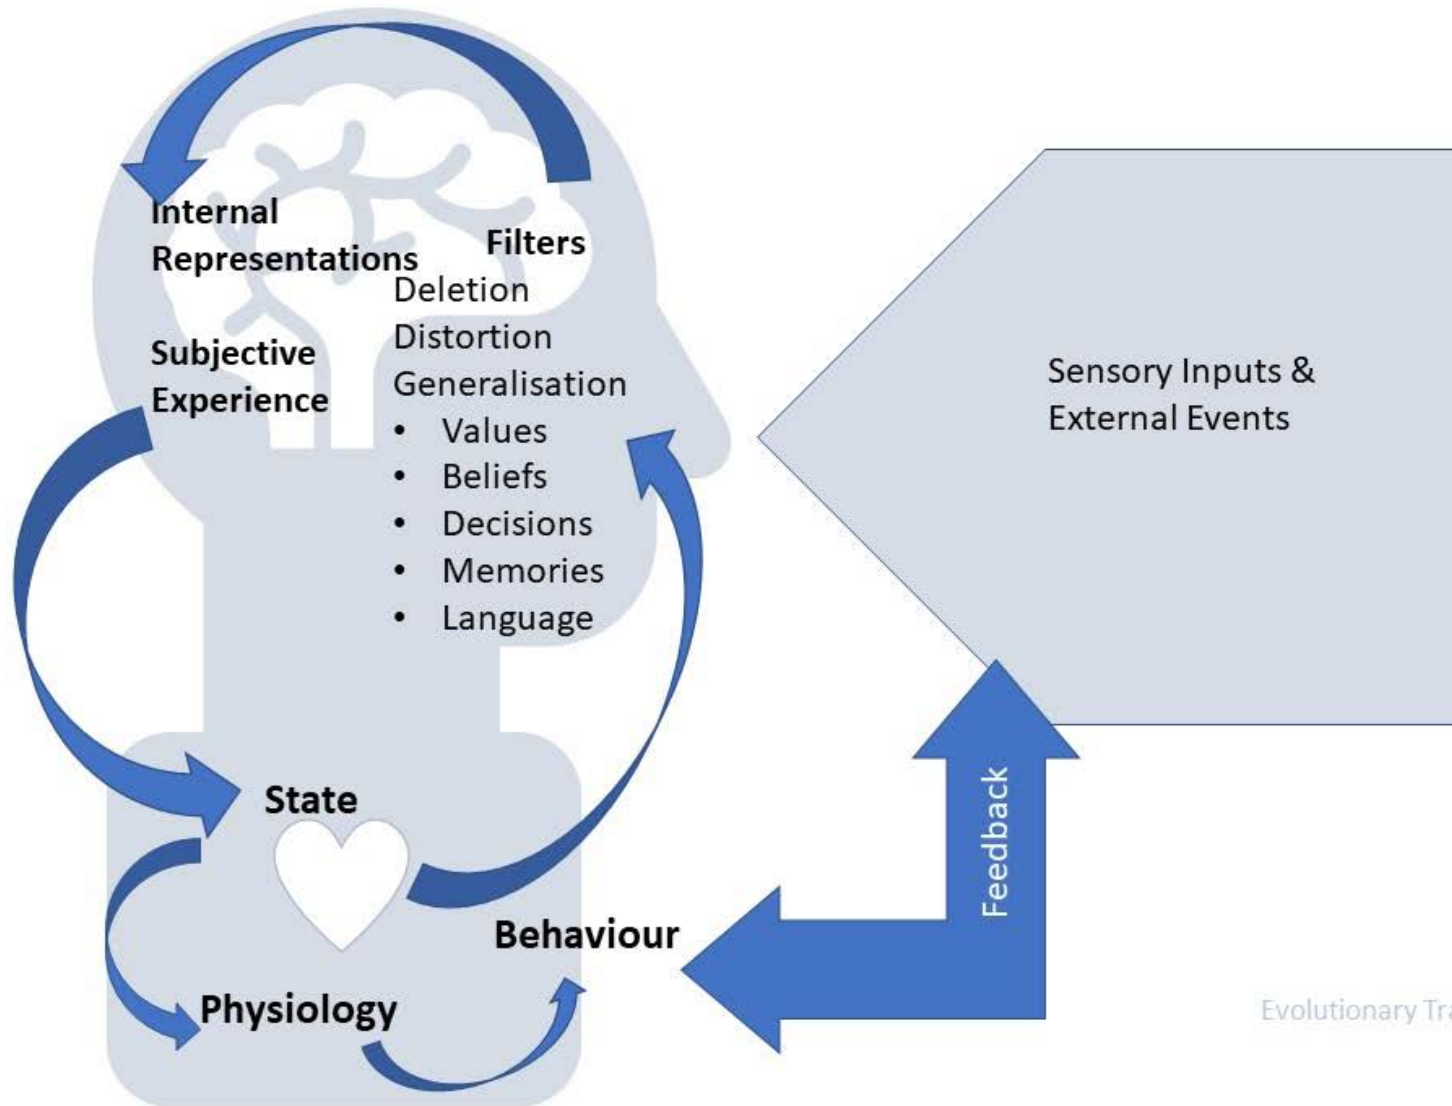 Internal
Representations
Subjective
Experience
Filters
Deletion
Distortion
Generalisation
• Values
• Beliefs
• Decisions
• Memories
• Language
Sensory Inputs &
External Events
State
Behaviour
Physiology
Feedback
Evolutionary